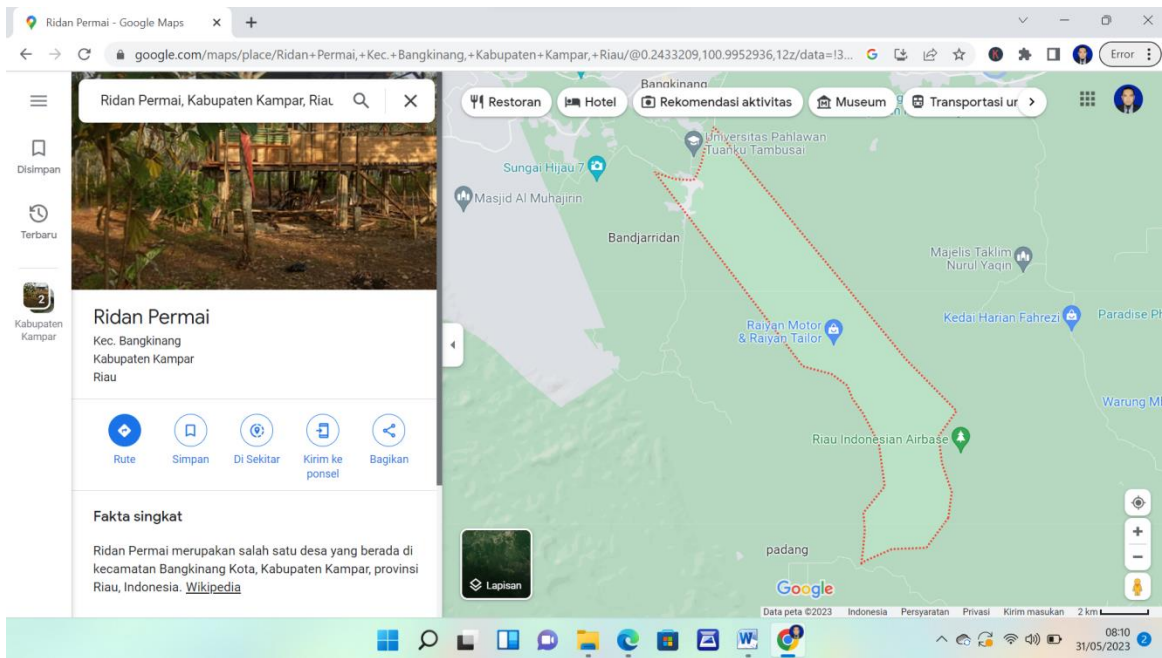 Ridan Permai - Google Maps
google.com/maps/place/Ridan+Permai,+Kec.+Bangkinang,+Kabupaten+Kampar,+Riau/@0.2433209,100.9952936,12z/data=!3...
Error
Ridan Permai, Kabupaten Kampar, Riau
Restoran
Hotel
Rekomendasi aktivitas
Museum
Transportasi ur
Disimpan
Terbaru
2
Kabupaten
Kampar
Ridan Permai
Kec. Bangkinang
Kabupaten Kampar
Riau
Rute
Simpan
Di Sekitar
Kirim ke
ponsel
Bagikan
Fakta singkat
Ridan Permai merupakan salah satu desa yang berada di
kecamatan Bangkinang Kota, Kabupaten Kampar, provinsi
Riau, Indonesia. Wikipedia
Bangkinang
Universitas Pahlawan
Tuanku Tambusai
Sungai Hijau 7
Masjid Al Muhajirin
Bandjarridan
Majelis Taklim
Nurul Yaqin
Raiyan Motor
& Raiyan Tailor
Kedai Harian Fahrezi
Paradise Ph
Warung MI
Riau Indonesian Airbase
padang
Lapisan
Google
Data peta ©2023 Indonesia Persyaratan Privasi Kirim masukan 2 km
08:10
31/05/2023
2